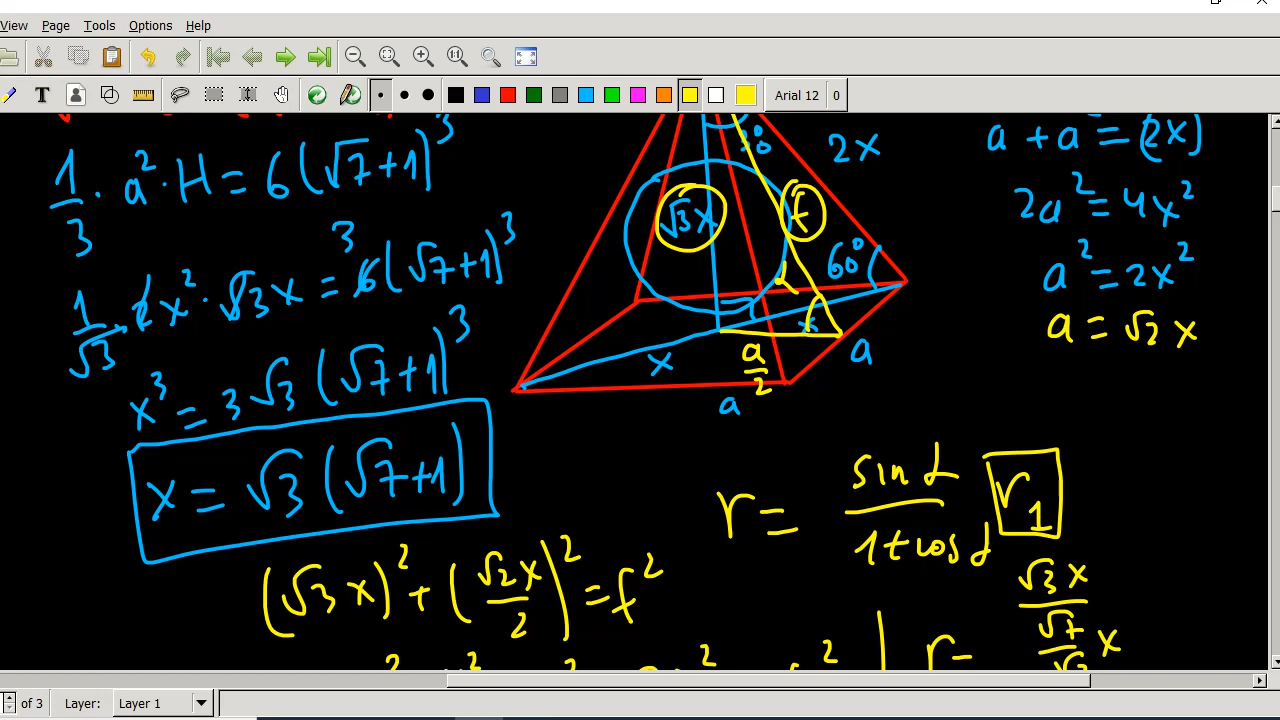 View Page Tools Options Help
Arial 12 0
1/3 · a² · H = 6(√7+1)³
1/√3 · 2x² · √3x = 6(√7+1)³
3
x³ = 3√3(√7+1)³
x = √3(√7+1)
30
2x
√3x
f
60°
x
x
a/2
a
a
a + a² = (2x)
2a² = 4x²
a² = 2x²
a = √2 x
r = sin α / 1+cos α r₁
(√3x)² + (√2x/2)² = f²
√3x
√7
x
r =
of 3 Layer: Layer 1